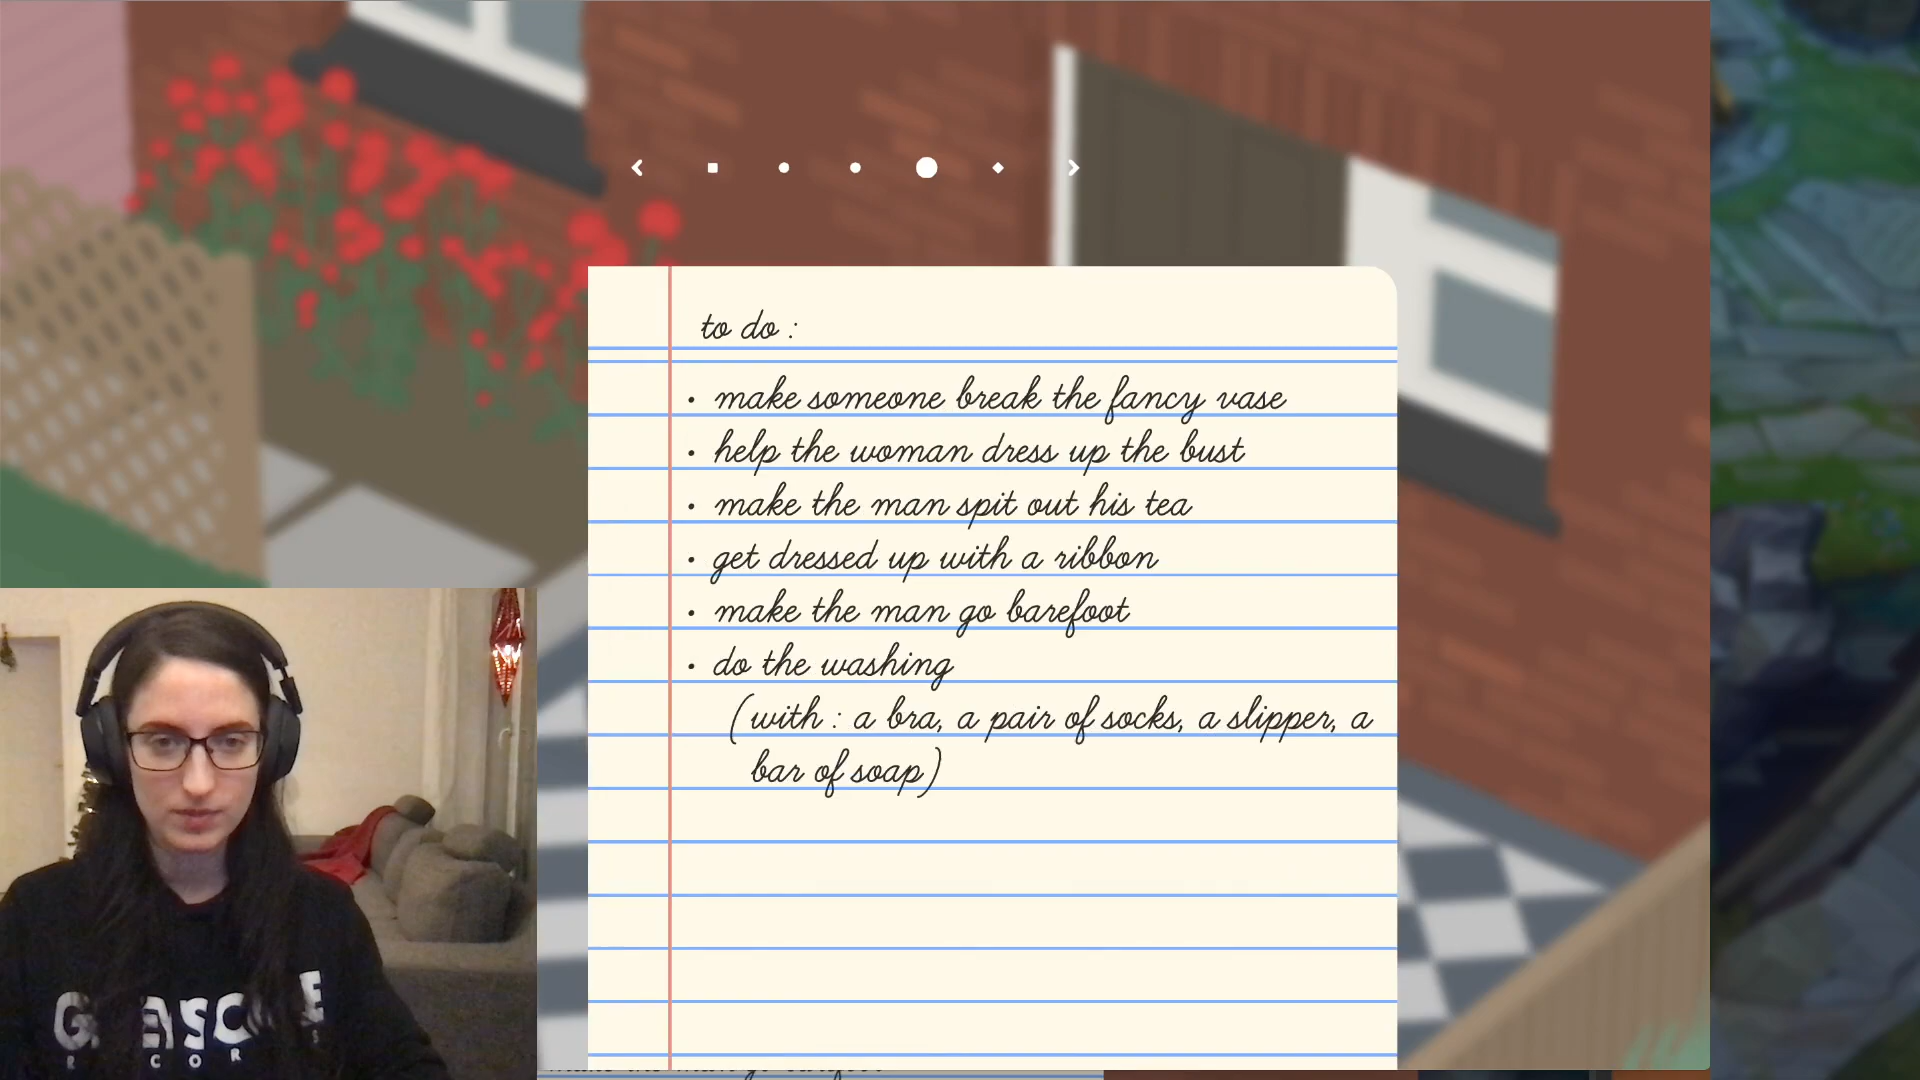 to do :
• make someone break the fancy vase
• help the woman dress up the bust
• make the man spit out his tea
• get dressed up with a ribbon
• make the man go barefoot
• do the washing
(with : a bra, a pair of socks, a slipper, a
bar of soap)